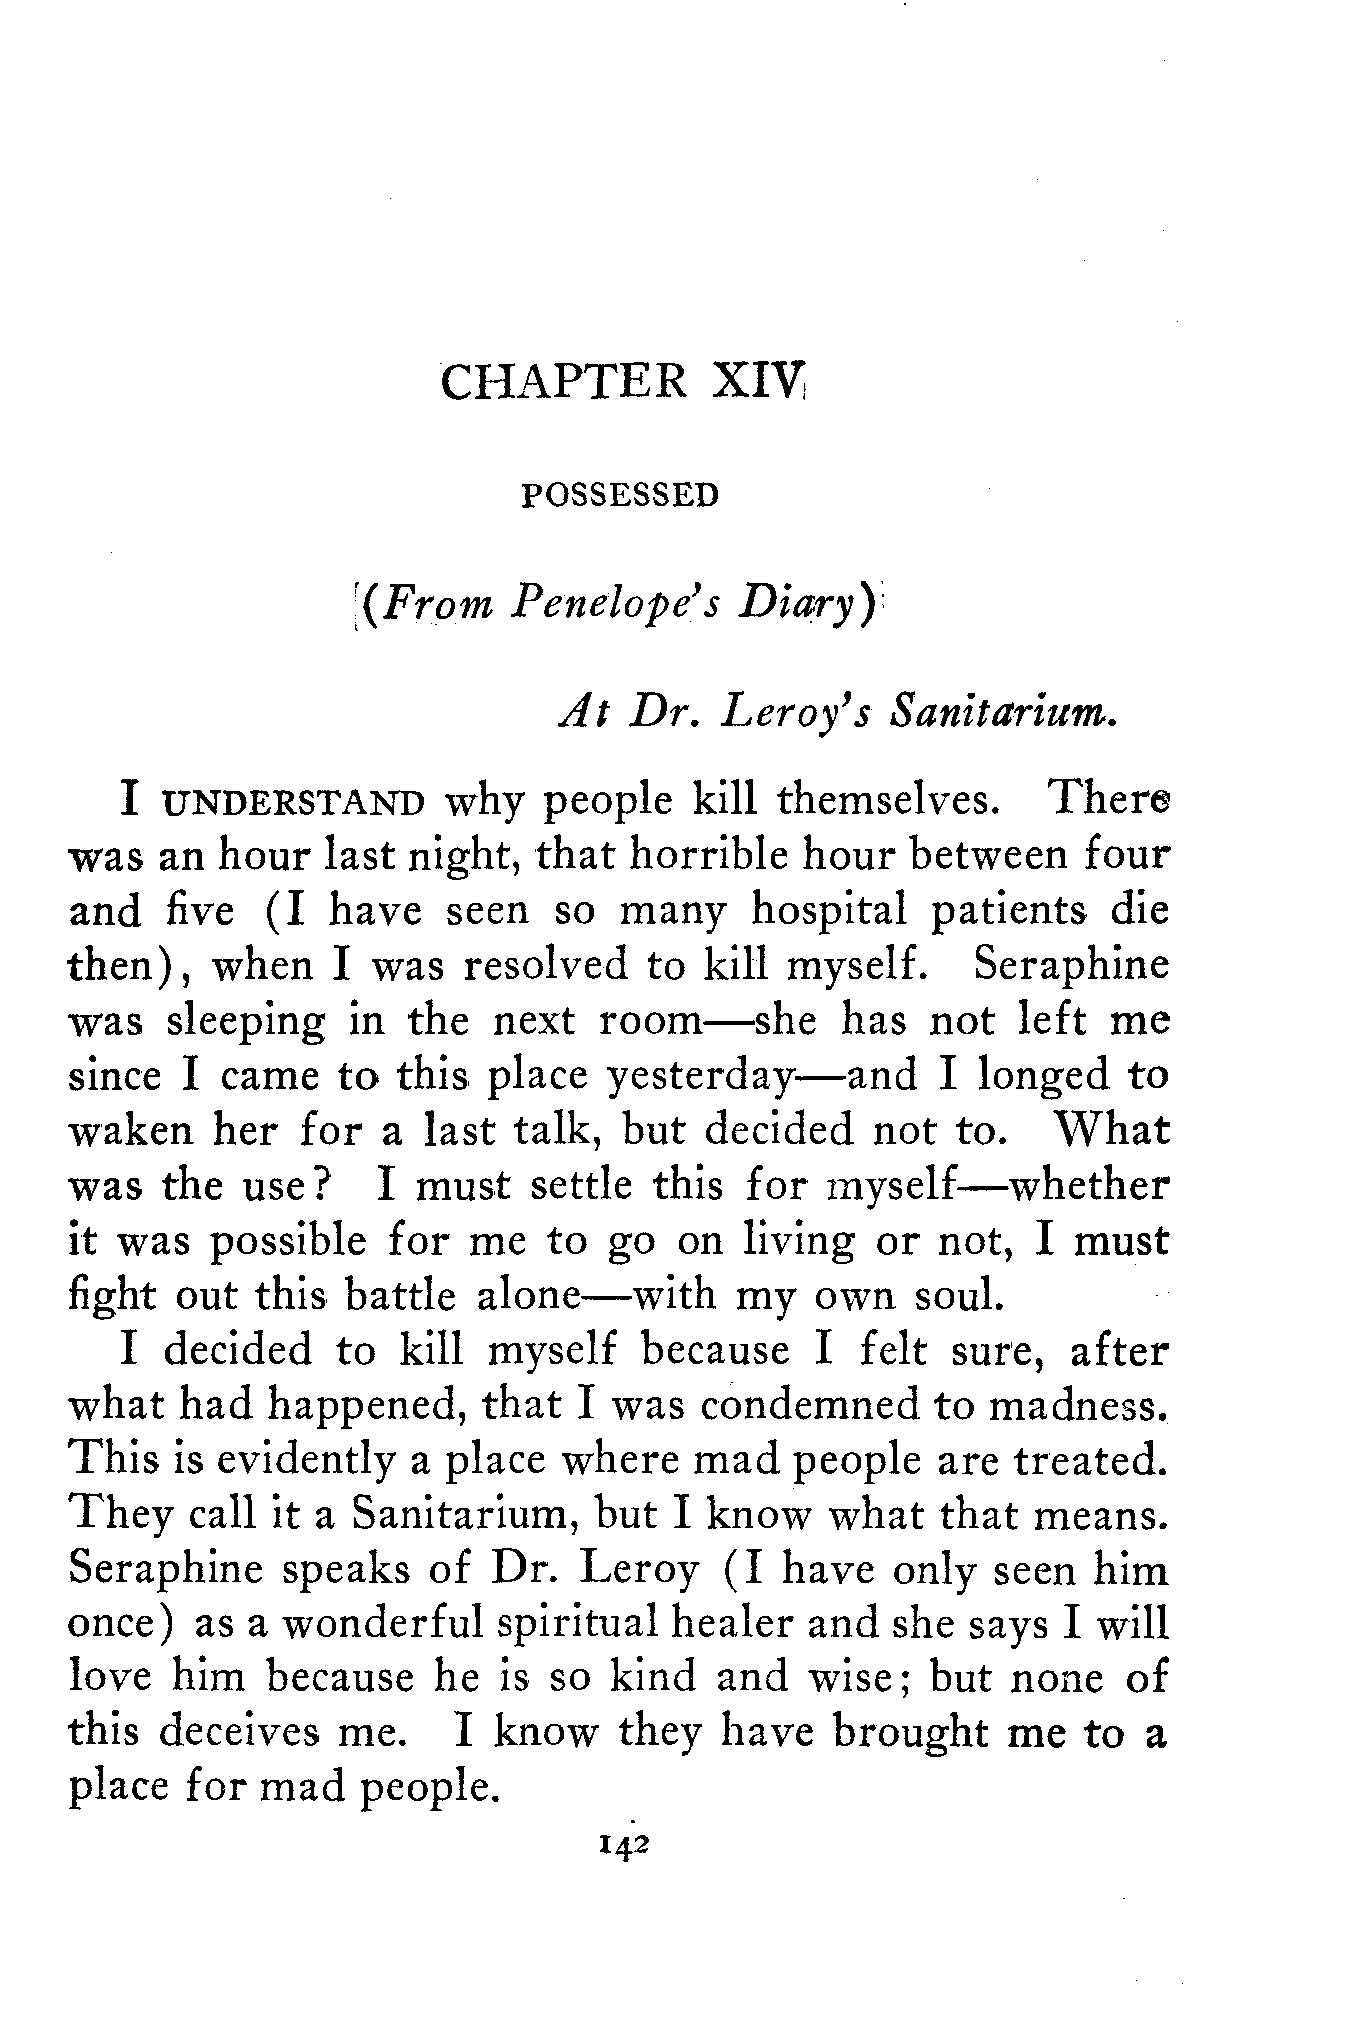 CHAPTER XIV
POSSESSED
(From Penelope's Diary)
At Dr. Leroy's Sanitarium.
I UNDERSTAND why people kill themselves. There
was an hour last night, that horrible hour between four
and five (I have seen so many hospital patients die
then), when I was resolved to kill myself. Seraphine
was sleeping in the next room—she has not left me
since I came to this place yesterday—and I longed to
waken her for a last talk, but decided not to. What
was the use? I must settle this for myself—whether
it was possible for me to go on living or not, I must
fight out this battle alone—with my own soul.
I decided to kill myself because I felt sure, after
what had happened, that I was condemned to madness.
This is evidently a place where mad people are treated.
They call it a Sanitarium, but I know what that means.
Seraphine speaks of Dr. Leroy (I have only seen him
once) as a wonderful spiritual healer and she says I will
love him because he is so kind and wise; but none of
this deceives me. I know they have brought me to a
place for mad people.
142